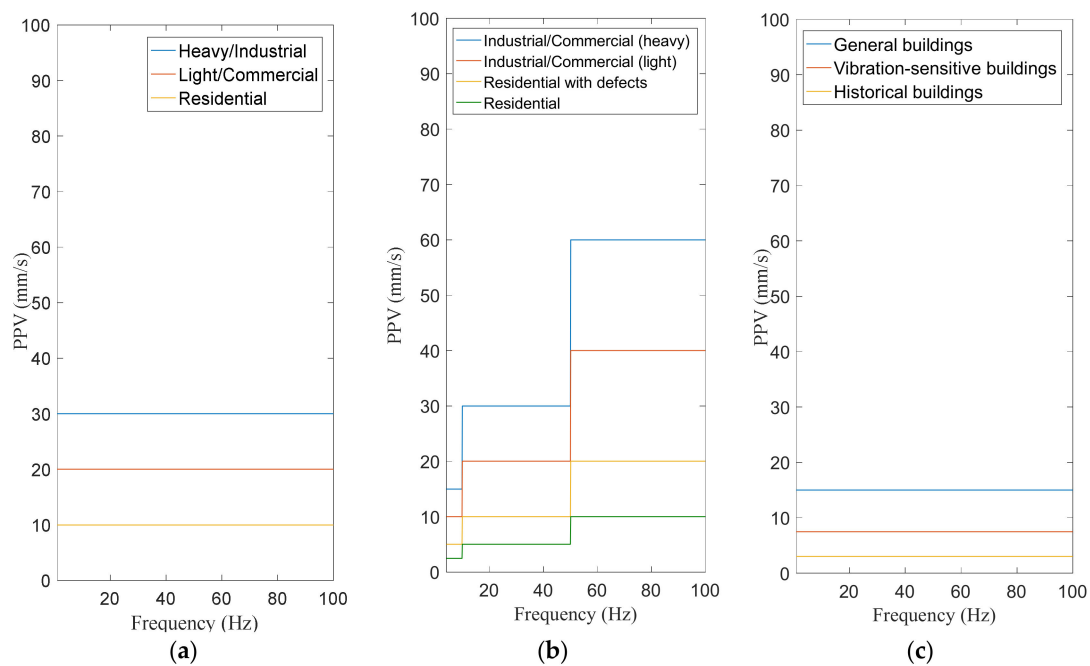 100
90
80
70
60
50
40
30
20
10
0
PPV (mm/s)
Heavy/Industrial
Light/Commercial
Residential
20
40
60
80
100
Frequency (Hz)
(a)
100
90
80
70
60
50
40
30
20
10
0
PPV (mm/s)
Industrial/Commercial (heavy)
Industrial/Commercial (light)
Residential with defects
Residential
20
40
60
80
100
Frequency (Hz)
(b)
100
90
80
70
60
50
40
30
20
10
0
PPV (mm/s)
General buildings
Vibration-sensitive buildings
Historical buildings
20
40
60
80
100
Frequency (Hz)
(c)